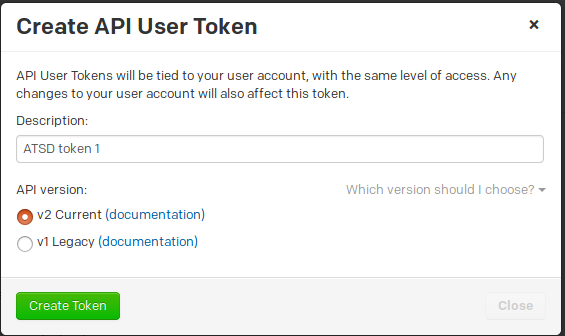 Create API User Token ×
API User Tokens will be tied to your user account, with the same level of access. Any
changes to your user account will also affect this token.
Description:
ATSD token 1
API version: Which version should I choose?
v2 Current (documentation)
v1 Legacy (documentation)
Create Token Close